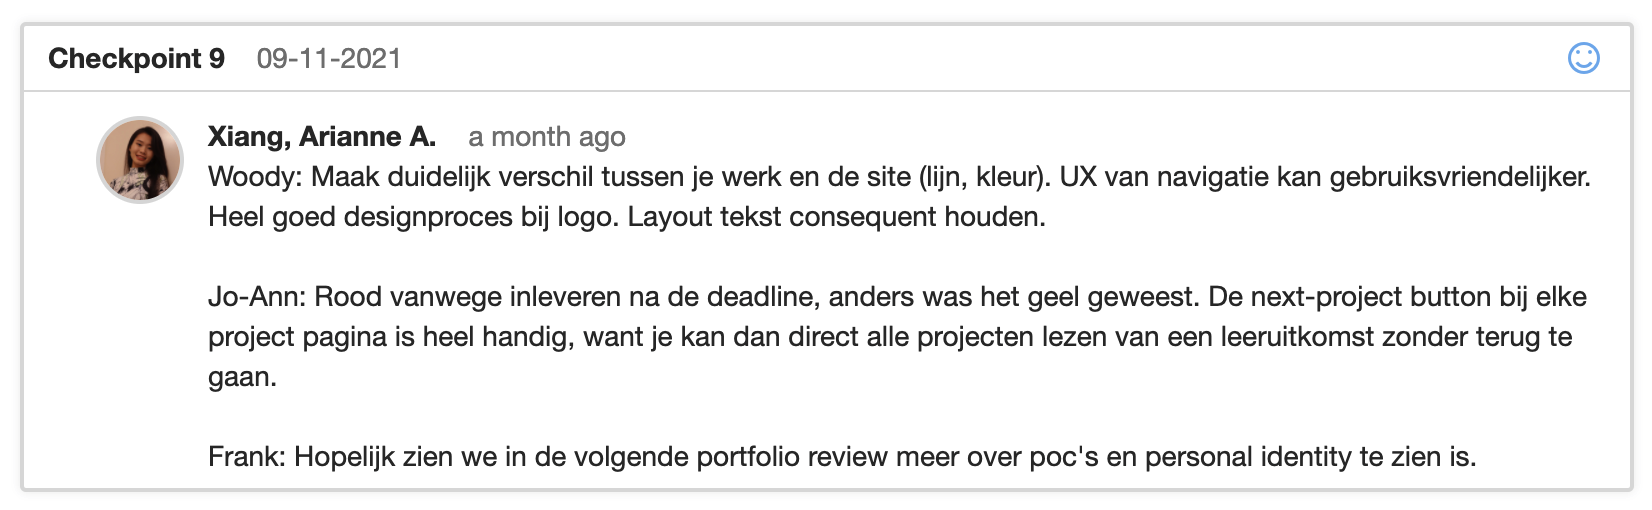 Checkpoint 9 09-11-2021
Xiang, Arianne A. a month ago
Woody: Maak duidelijk verschil tussen je werk en de site (lijn, kleur). UX van navigatie kan gebruiksvriendelijker.
Heel goed designproces bij logo. Layout tekst consequent houden.
Jo-Ann: Rood vanwege inleveren na de deadline, anders was het geel geweest. De next-project button bij elke
project pagina is heel handig, want je kan dan direct alle projecten lezen van een leeruitkomst zonder terug te
gaan.
Frank: Hopelijk zien we in de volgende portfolio review meer over poc's en personal identity te zien is.